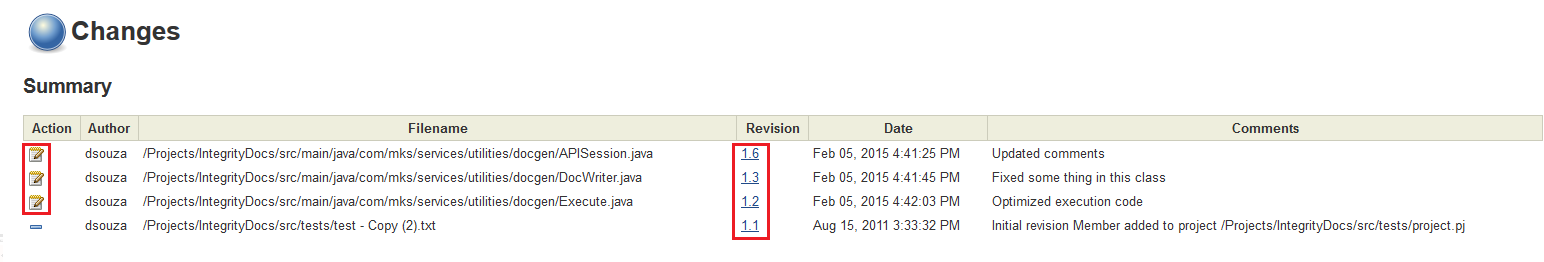 Changes
Summary
Action Author Filename Revision Date Comments
dsouza /Projects/IntegrityDocs/src/main/java/com/mks/services/utilities/docgen/APISession.java 1.6 Feb 05, 2015 4:41:25 PM Updated comments
dsouza /Projects/IntegrityDocs/src/main/java/com/mks/services/utilities/docgen/DocWriter.java 1.3 Feb 05, 2015 4:41:45 PM Fixed some thing in this class
dsouza /Projects/IntegrityDocs/src/main/java/com/mks/services/utilities/docgen/Execute.java 1.2 Feb 05, 2015 4:42:03 PM Optimized execution code
dsouza /Projects/IntegrityDocs/src/tests/test - Copy (2).txt 1.1 Aug 15, 2011 3:33:32 PM Initial revision Member added to project /Projects/IntegrityDocs/src/tests/project.pj